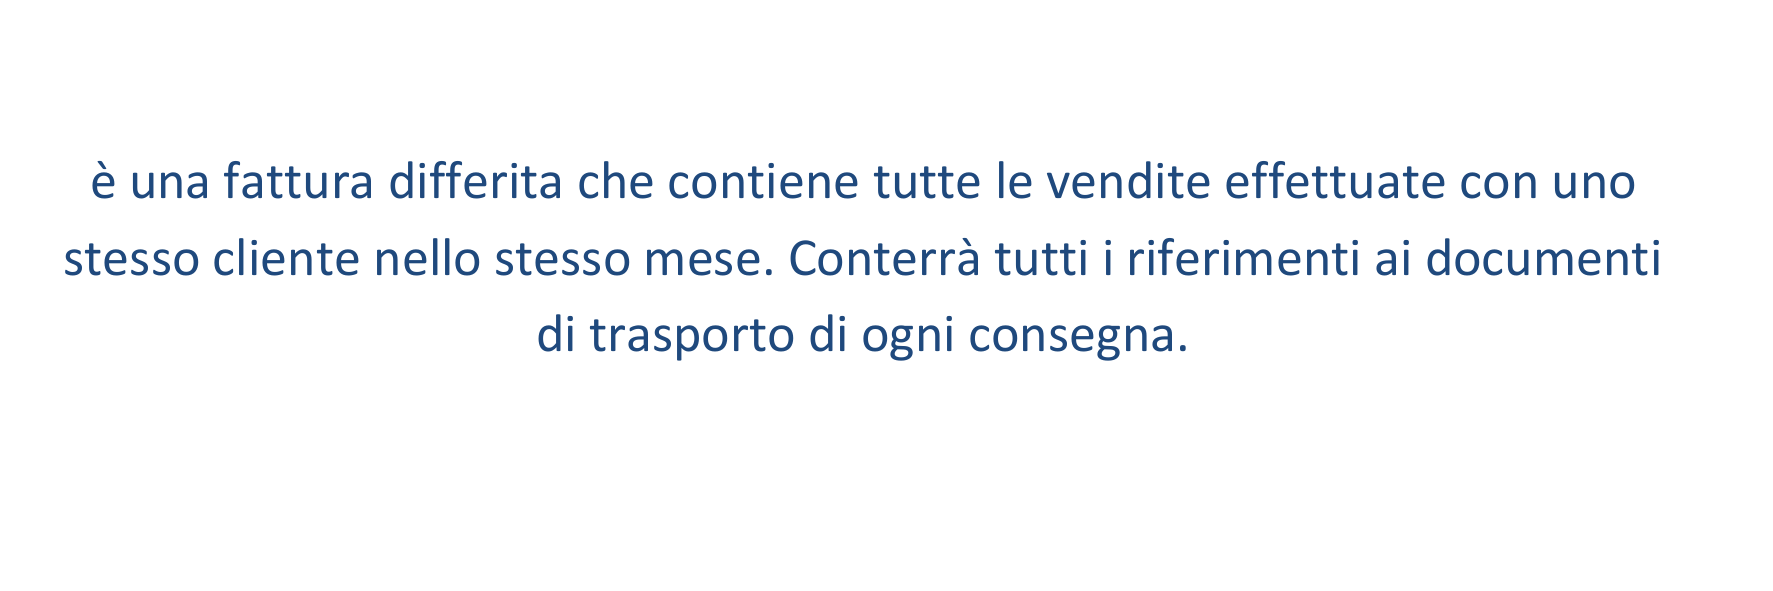 è una fattura differita che contiene tutte le vendite effettuate con uno
stesso cliente nello stesso mese. Conterrà tutti i riferimenti ai documenti
di trasporto di ogni consegna.